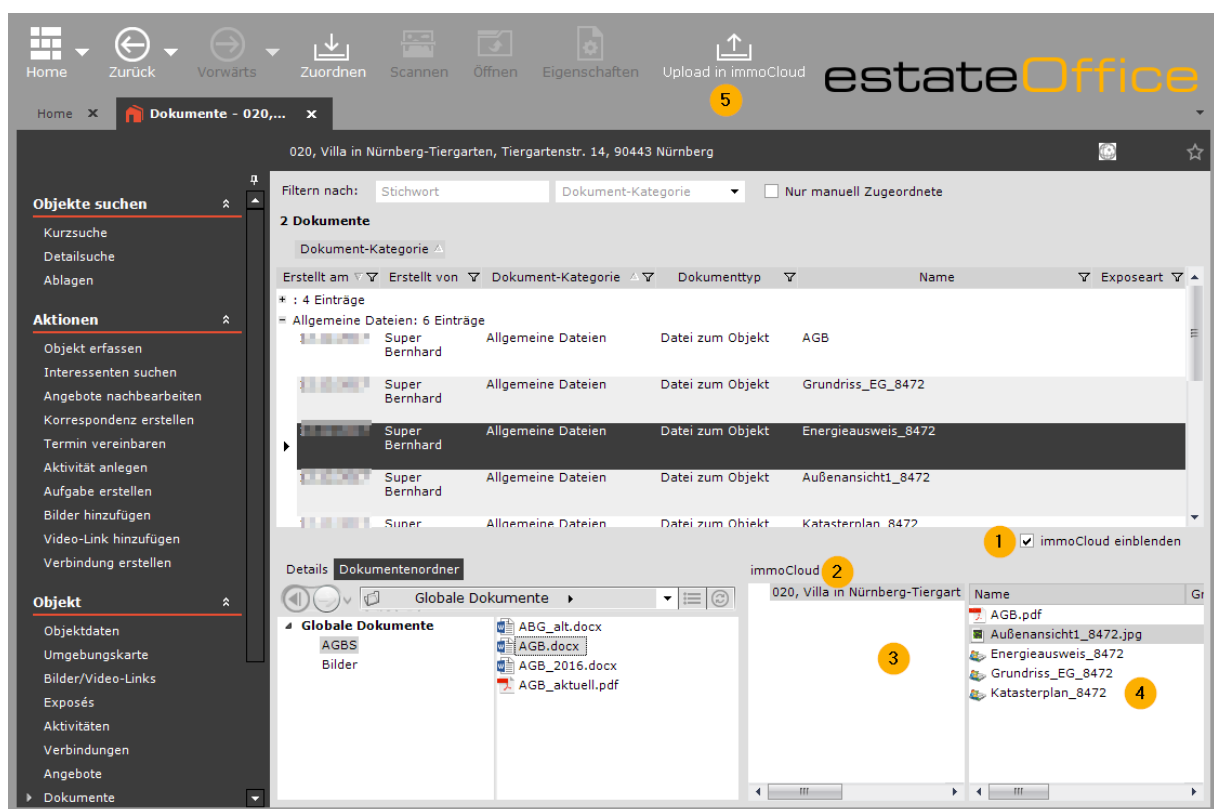 Home Zurück Vorwärts Zuordnen Scannen Öffnen Eigenschaften Upload in immoCloud
estateOffice
5
Home x Dokumente - 020,... x
020, Villa in Nürnberg-Tiergarten, Tiergartenstr. 14, 90443 Nürnberg
Objekte suchen
Kurzsuche
Detailsuche
Ablagen
Aktionen
Objekt erfassen
Interessenten suchen
Angebote nachbearbeiten
Korrespondenz erstellen
Termin vereinbaren
Aktivität anlegen
Aufgabe erstellen
Bilder hinzufügen
Video-Link hinzufügen
Verbindung erstellen
Objekt
Objektdaten
Umgebungskarte
Bilder/Video-Links
Exposés
Aktivitäten
Verbindungen
Angebote
Dokumente
Filtern nach: Stichwort Dokument-Kategorie Nur manuell Zugeordnete
2 Dokumente
Dokument-Kategorie
Erstellt am Erstellt von Dokument-Kategorie Dokumenttyp Name Exposeart
: 4 Einträge
Allgemeine Dateien: 6 Einträge
Super Bernhard Allgemeine Dateien Datei zum Objekt AGB
Super Bernhard Allgemeine Dateien Datei zum Objekt Grundriss_EG_8472
Super Bernhard Allgemeine Dateien Datei zum Objekt Energieausweis_8472
Super Bernhard Allgemeine Dateien Datei zum Objekt Außenansicht1_8472
Super Allgemeine Dateien Datei zum Objekt Katasterplan_8472
1 immoCloud einblenden
Details Dokumentenordner
Globale Dokumente
Globale Dokumente
AGBS
Bilder
ABG_alt.docx
AGB.docx
AGB_2016.docx
AGB_aktuell.pdf
immoCloud 2
020, Villa in Nürnberg-Tiergart
3
Name Gr
AGB.pdf
Außenansicht1_8472.jpg
Energieausweis_8472
Grundriss_EG_8472
Katasterplan_8472 4